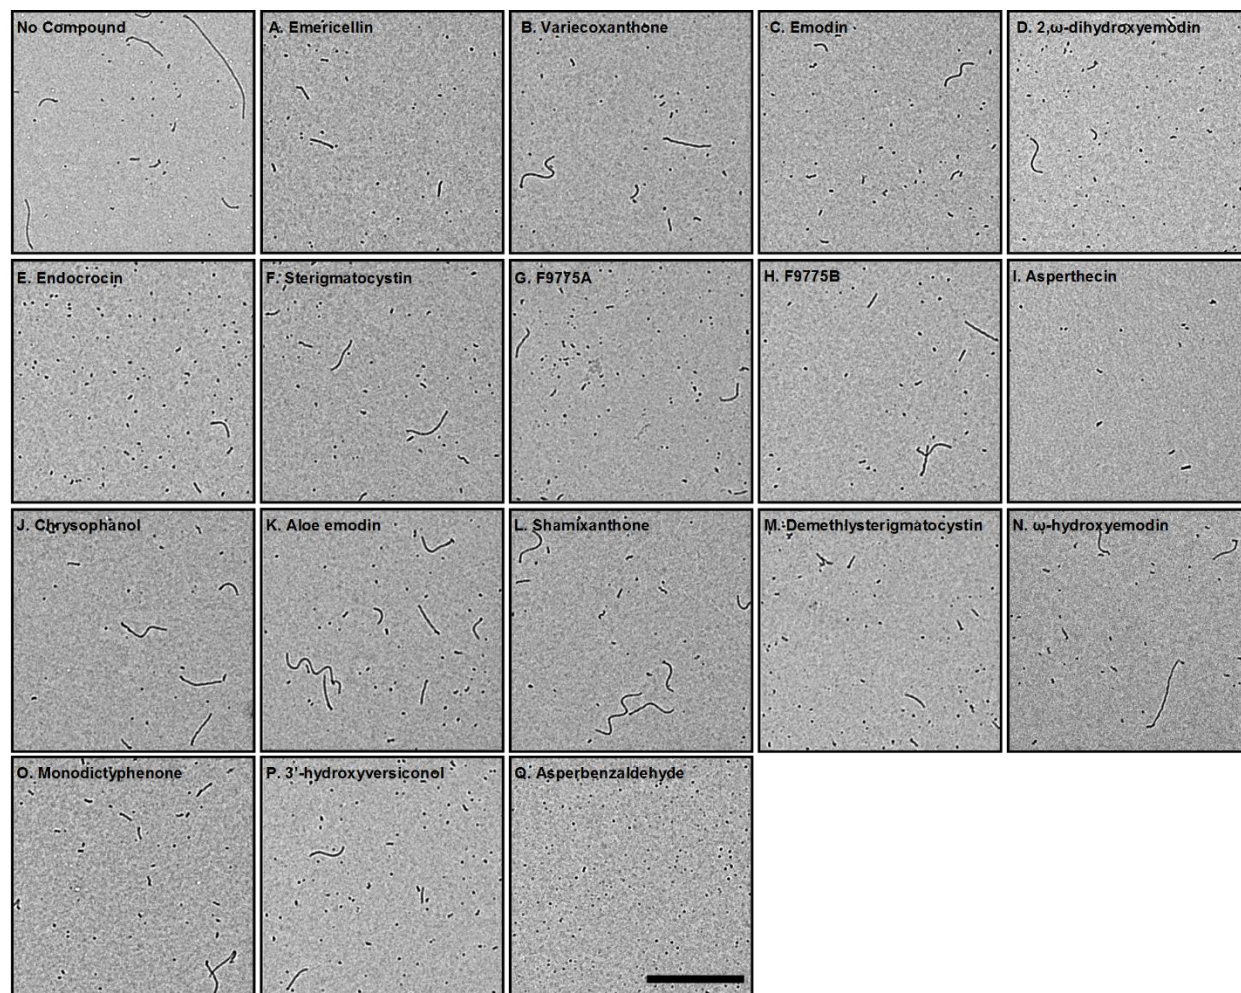 No Compound
A. Emericellin
B. Variecoxanthone
C. Emodin
D. 2,ω-dihydroxyemodin
E. Endocrocin
F. Sterigmatocystin
G. F9775A
H. F9775B
I. Asperthecin
J. Chrysophanol
K. Aloe emodin
L. Shamixanthone
M. Demethlysterigmatocystin
N. ω-hydroxyemodin
O. Monodictyphenone
P. 3'-hydroxyversiconol
Q. Asperbenzaldehyde